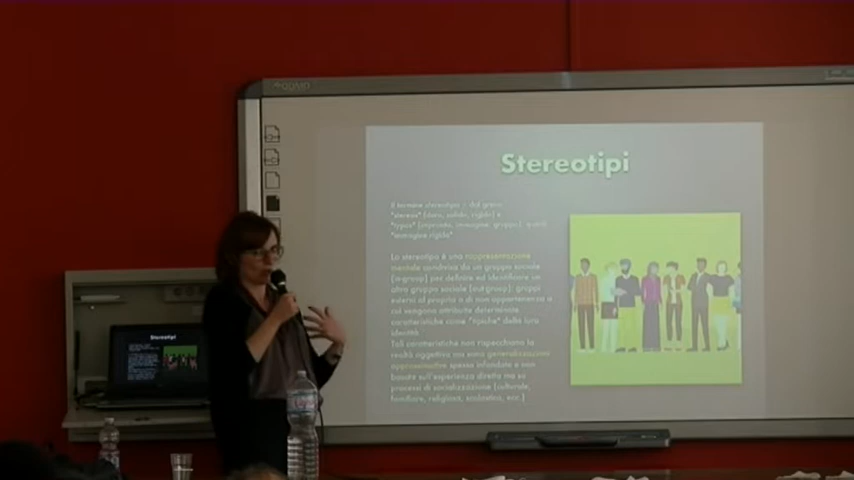 Stereotipi
Il termine stereotipo : dal greco
"stereos" (duro, solido, rigido) e
"typos" (impronta, immagine, gruppo), quindi
"immagine rigida"
Lo stereotipo è una rappresentazione
mentale condivisa da un gruppo sociale
(in-group) per definire ed identificare un
altro gruppo sociale (outgroup): gruppi
esterni al proprio o di non appartenenza a
cui vengono attribuite determinate
caratteristiche come "tipiche" della loro
identità.
Tali caratteristiche non rispecchiano la
realtà oggettiva ma sono generalizzazioni
approssimative spesso infondate e non
basate sull'esperienza diretta ma su
processi di socializzazione (culturale,
familiare, religiosa, scolastica, ecc.)
Stereotipi